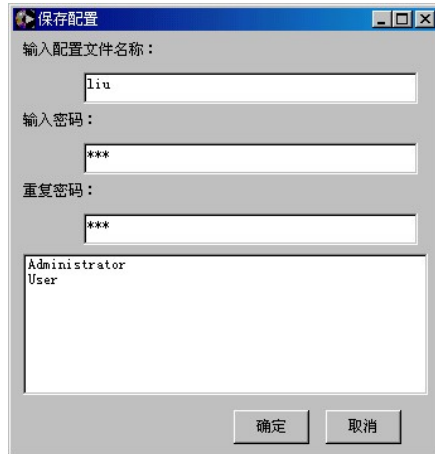 保存配置
输入配置文件名称：
liu
输入密码：
***
重复密码：
***
Administrator
User
确定
取消